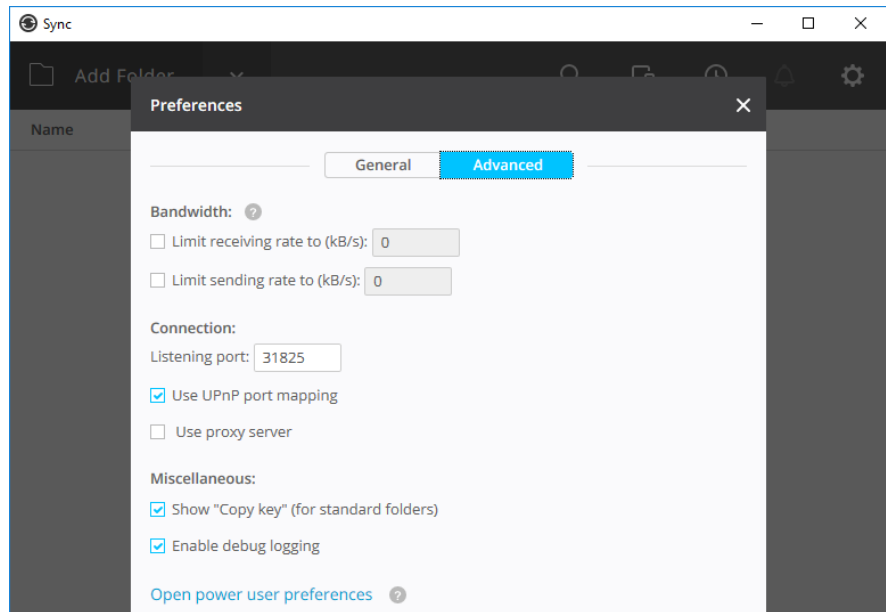 Sync
Add Folder
Preferences
Name
General Advanced
Bandwidth: ?
Limit receiving rate to (kB/s): 0
Limit sending rate to (kB/s): 0
Connection:
Listening port: 31825
Use UPnP port mapping
Use proxy server
Miscellaneous:
Show "Copy key" (for standard folders)
Enable debug logging
Open power user preferences ?